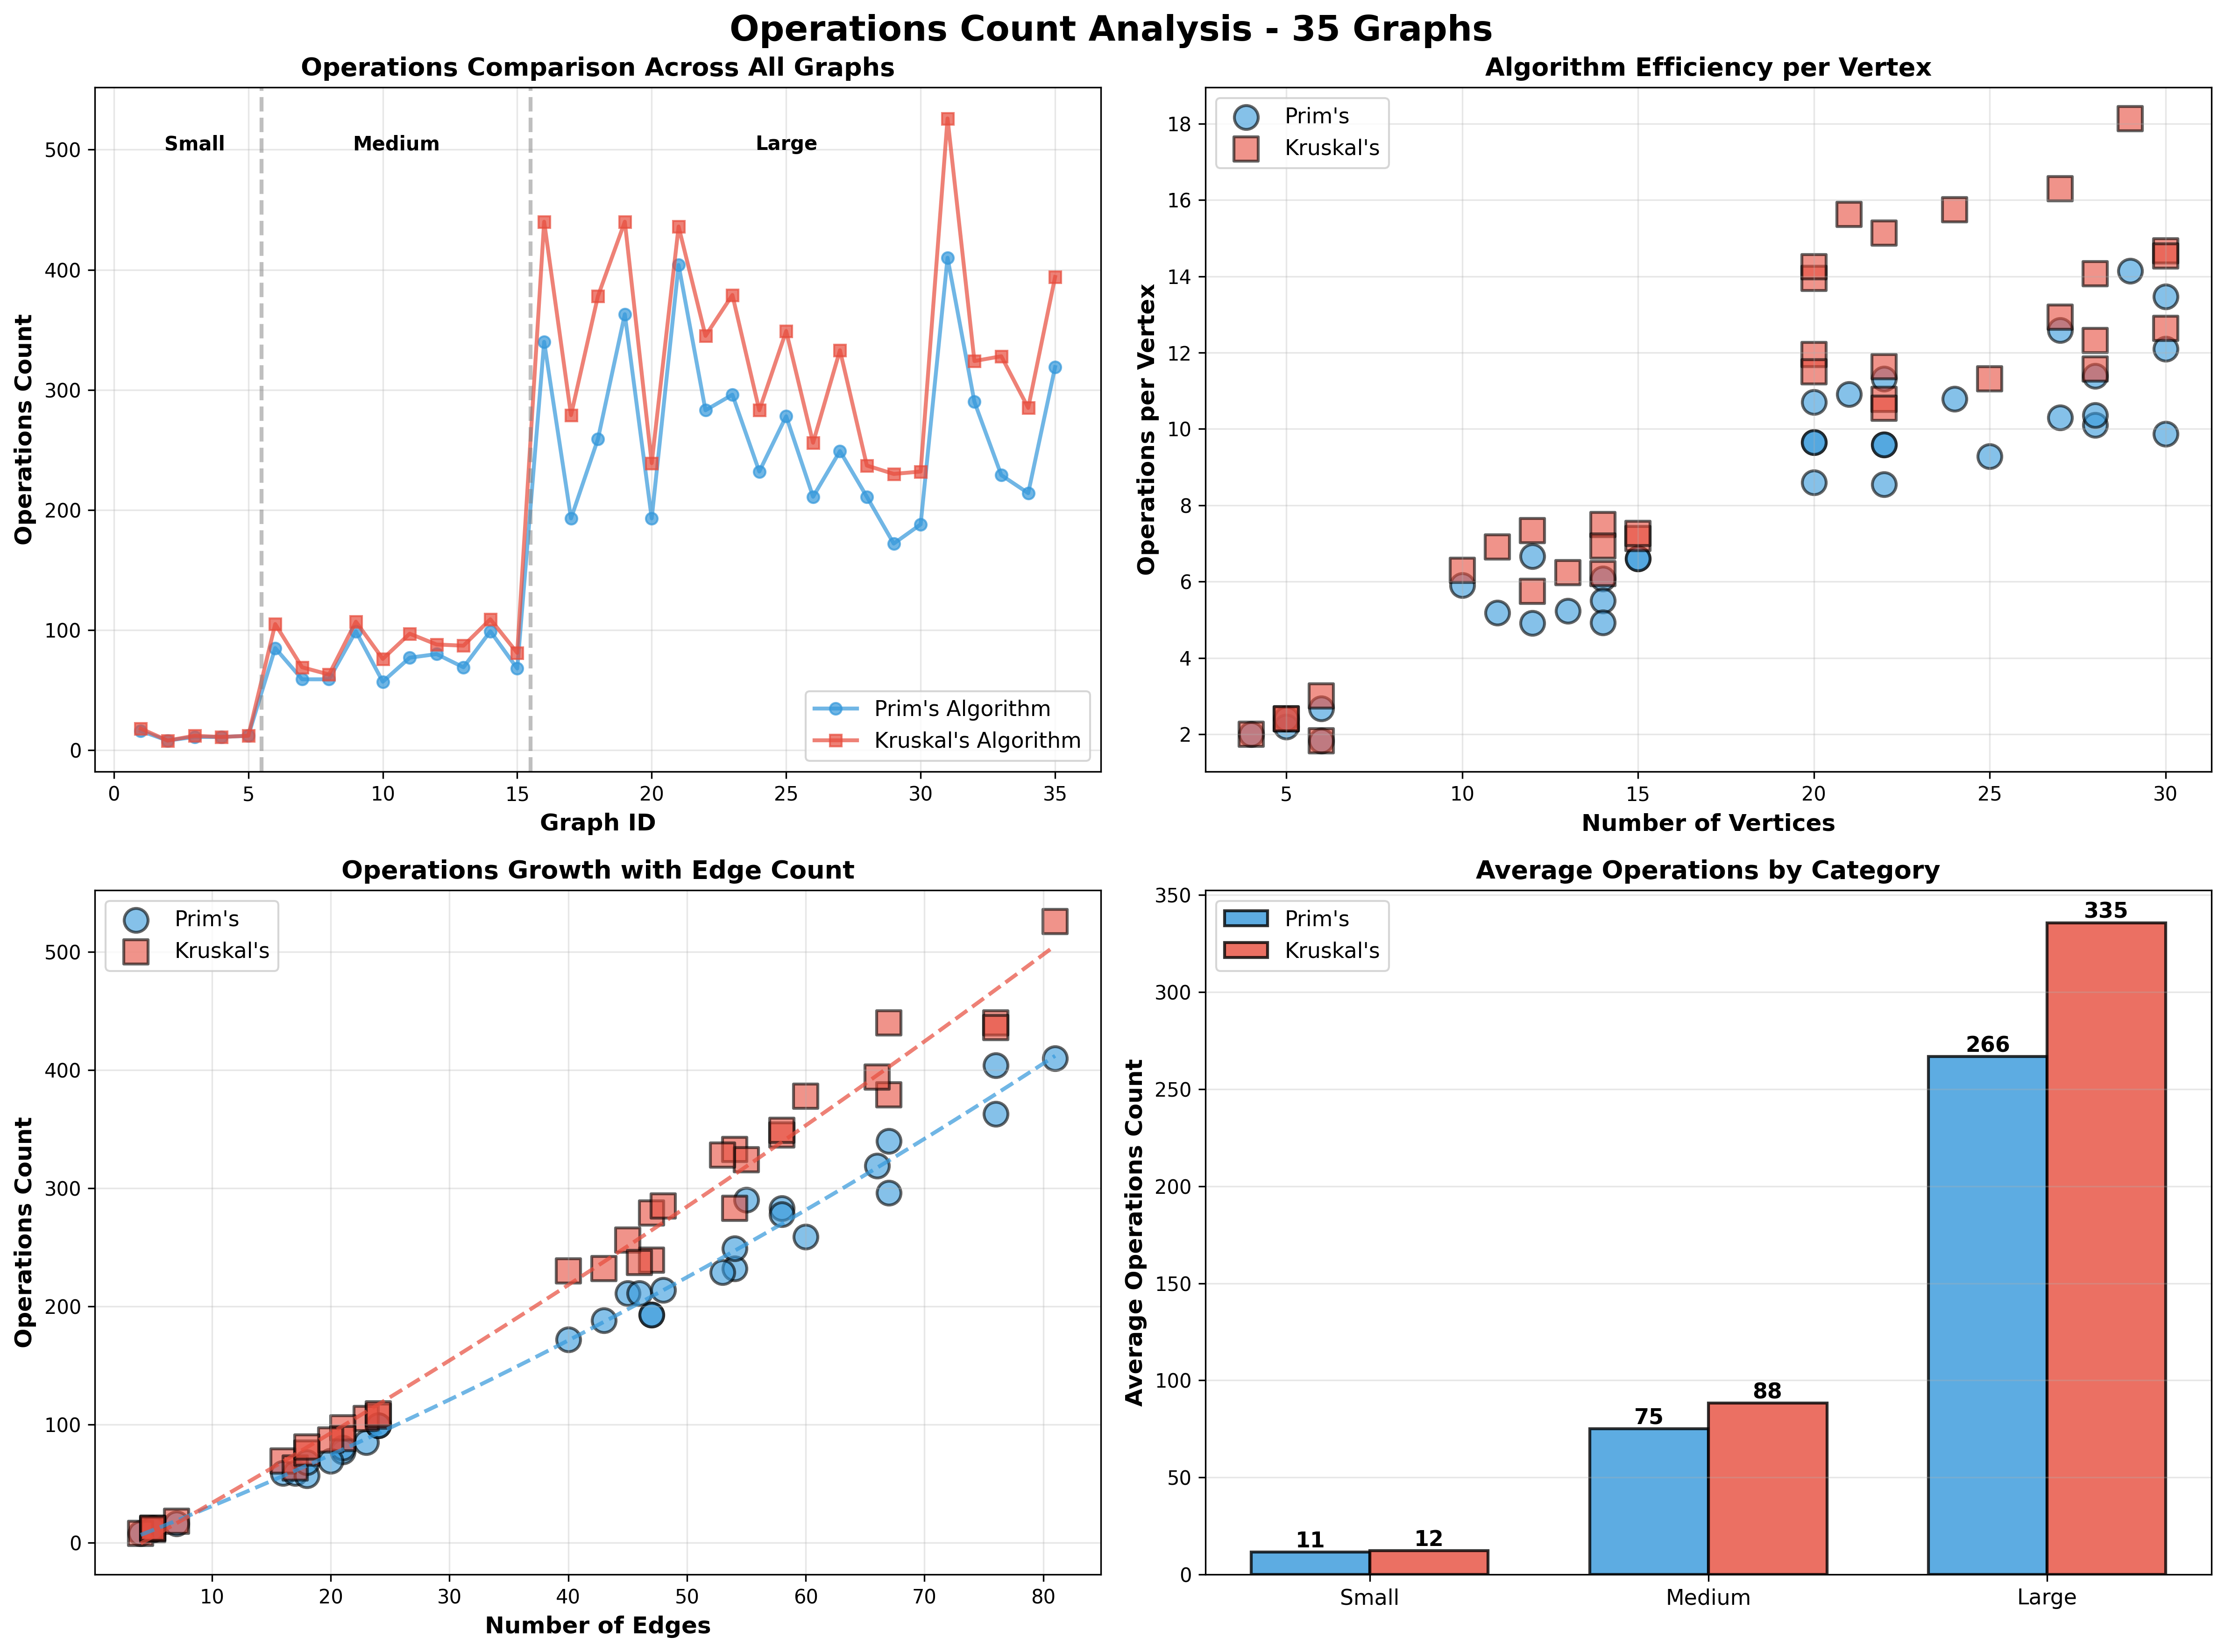 Operations Count Analysis - 35 Graphs
Operations Comparison Across All Graphs
Operations Count
500
400
300
200
100
0
Small
Medium
Large
Prim's Algorithm
Kruskal's Algorithm
0 5 10 15 20 25 30 35
Graph ID
Algorithm Efficiency per Vertex
Operations per Vertex
18
16
14
12
10
8
6
4
2
Prim's
Kruskal's
5 10 15 20 25 30
Number of Vertices
Operations Growth with Edge Count
Operations Count
500
400
300
200
100
0
Prim's
Kruskal's
10 20 30 40 50 60 70 80
Number of Edges
Average Operations by Category
Average Operations Count
350
300
250
200
150
100
50
0
Prim's
Kruskal's
11
12
75
88
266
335
Small Medium Large